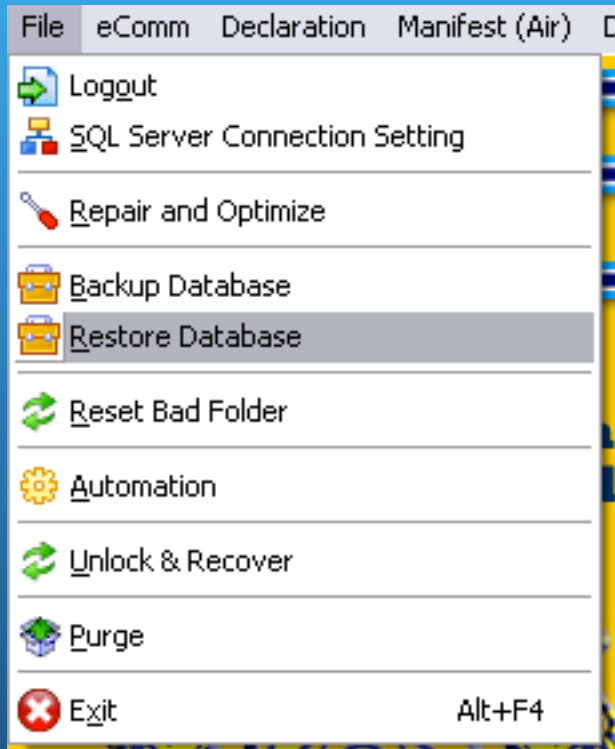 File eComm Declaration Manifest (Air)
Logout
SQL Server Connection Setting
Repair and Optimize
Backup Database
Restore Database
Reset Bad Folder
Automation
Unlock & Recover
Purge
Exit Alt+F4